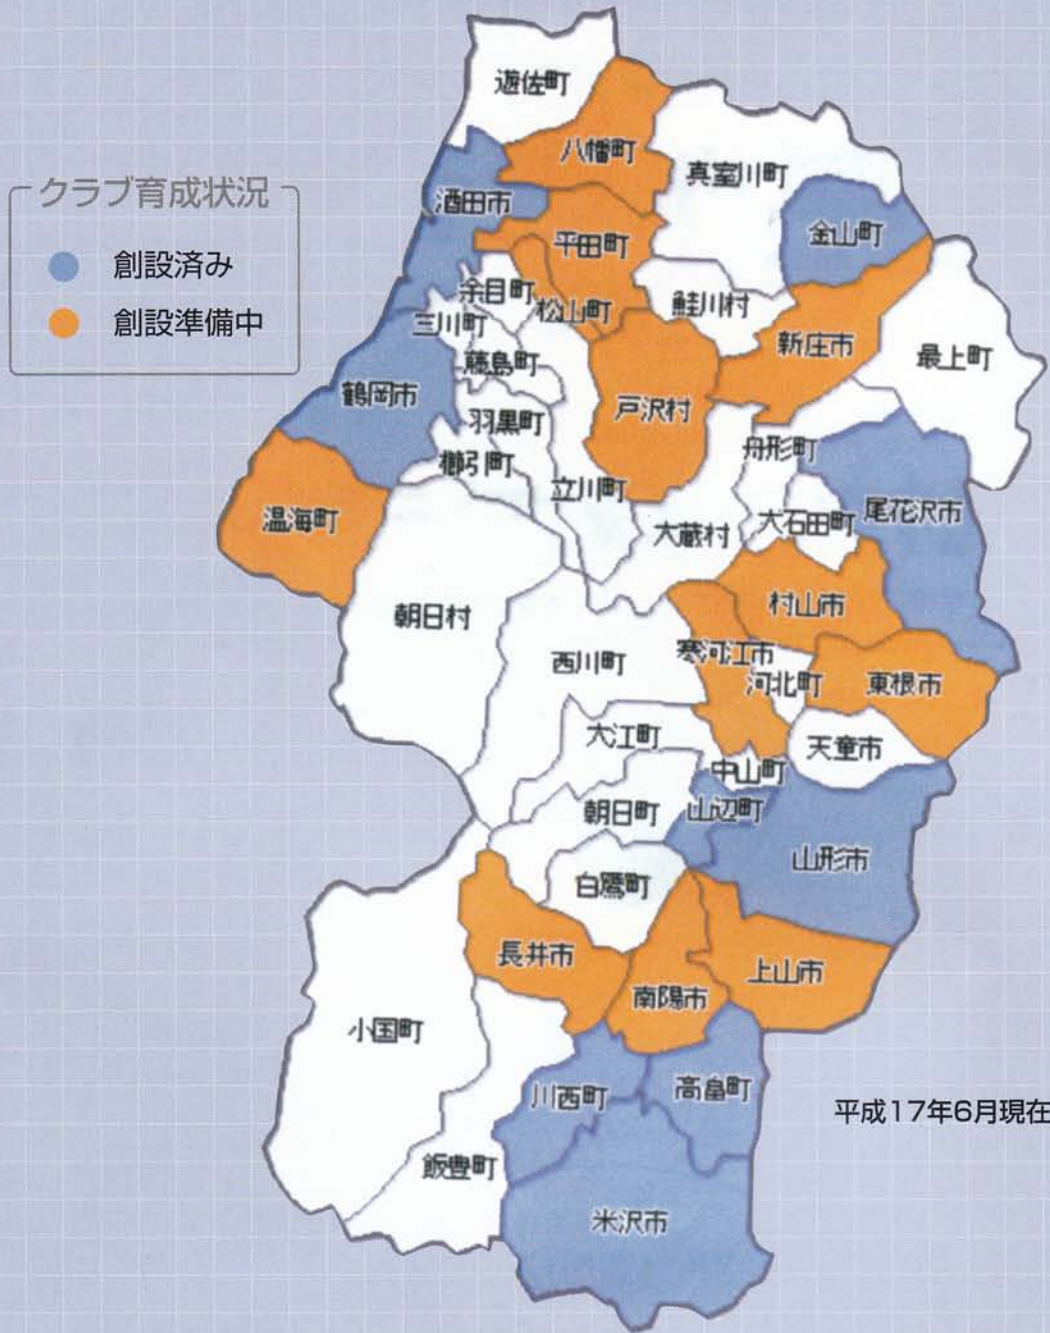 クラブ育成状況
創設済み
創設準備中
遊佐町
八幡町
真室川町
酒田市
金山町
平田町
余目町
松山町
鮭川村
三川町
新庄市
藤島町
最上町
鶴岡市
戸沢村
羽黒町
舟形町
櫛引町
立川町
温海町
大蔵村
大石田町
尾花沢市
朝日村
村山市
西川町
寒河江市
河北町
東根市
大江町
天童市
中山町
朝日町
山辺町
山形市
白鷹町
長井市
上山市
南陽市
小国町
川西町
高畠町
平成17年6月現在
飯豊町
米沢市